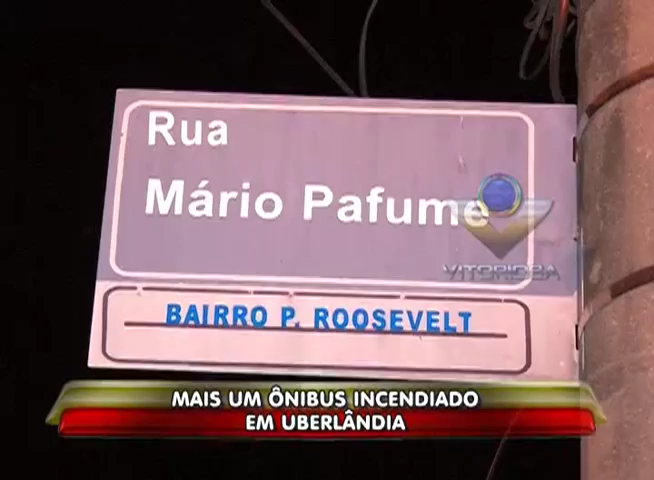 Rua
Mário Pafume
VITORIOSA
BAIRRO P. ROOSEVELT
MAIS UM ÔNIBUS INCENDIADO
EM UBERLÂNDIA